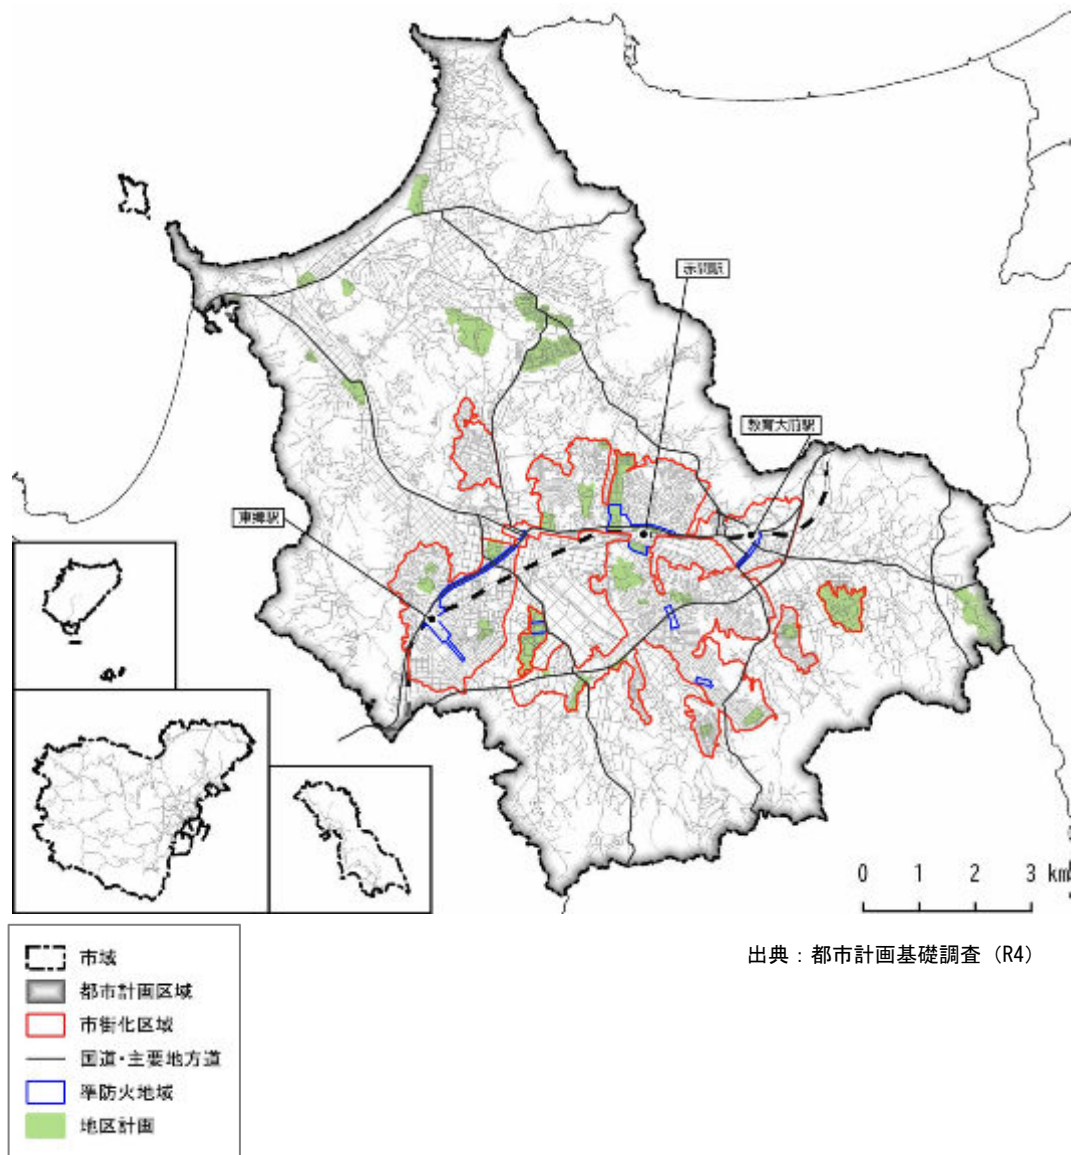 赤間駅
教育大前駅
東郷駅
0 1 2 3 km
出典：都市計画基礎調査（R4）
市域
都市計画区域
市街化区域
国道・主要地方道
準防火地域
地区計画